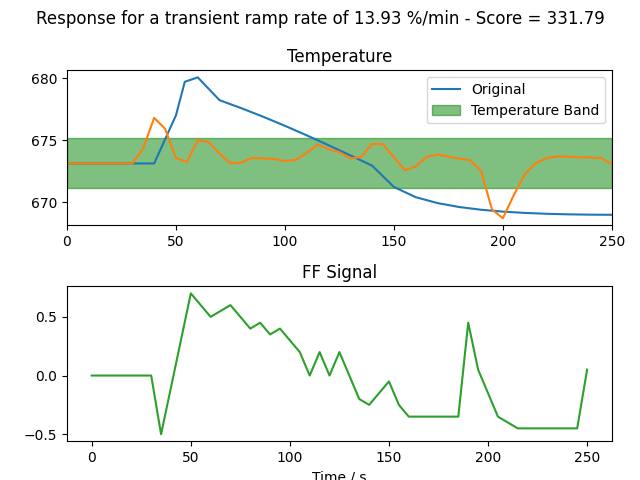 Response for a transient ramp rate of 13.93 %/min - Score = 331.79
Temperature
680
675
670
Original
Temperature Band
0 50 100 150 200 250
FF Signal
0.5
0.0
−0.5
0 50 100 150 200 250
Time / s